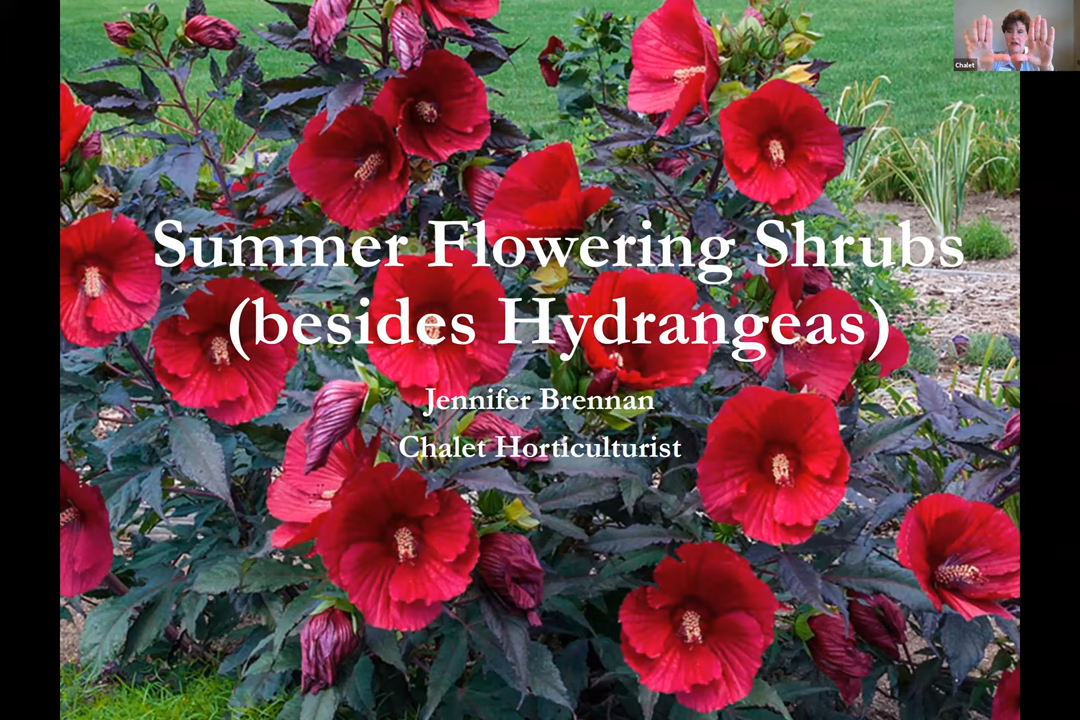 Chalet
Summer Flowering Shrubs
(besides Hydrangeas)
Jennifer Brennan
Chalet Horticulturist